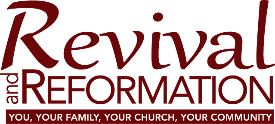 Revival
and REFORMATION
YOU, YOUR FAMILY, YOUR CHURCH, YOUR COMMUNITY